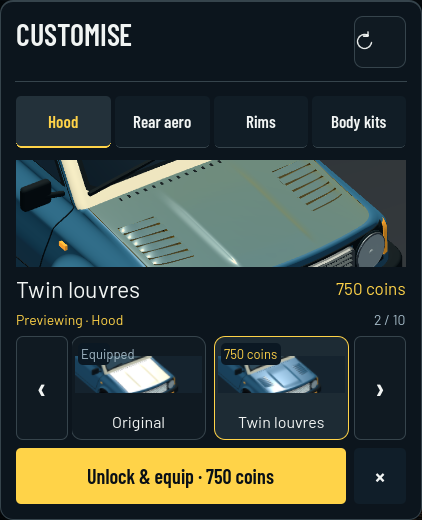 CUSTOMISE
Hood
Rear aero
Rims
Body kits
Twin louvres
750 coins
Previewing · Hood
2 / 10
Equipped
Original
750 coins
Twin louvres
Unlock & equip · 750 coins
×